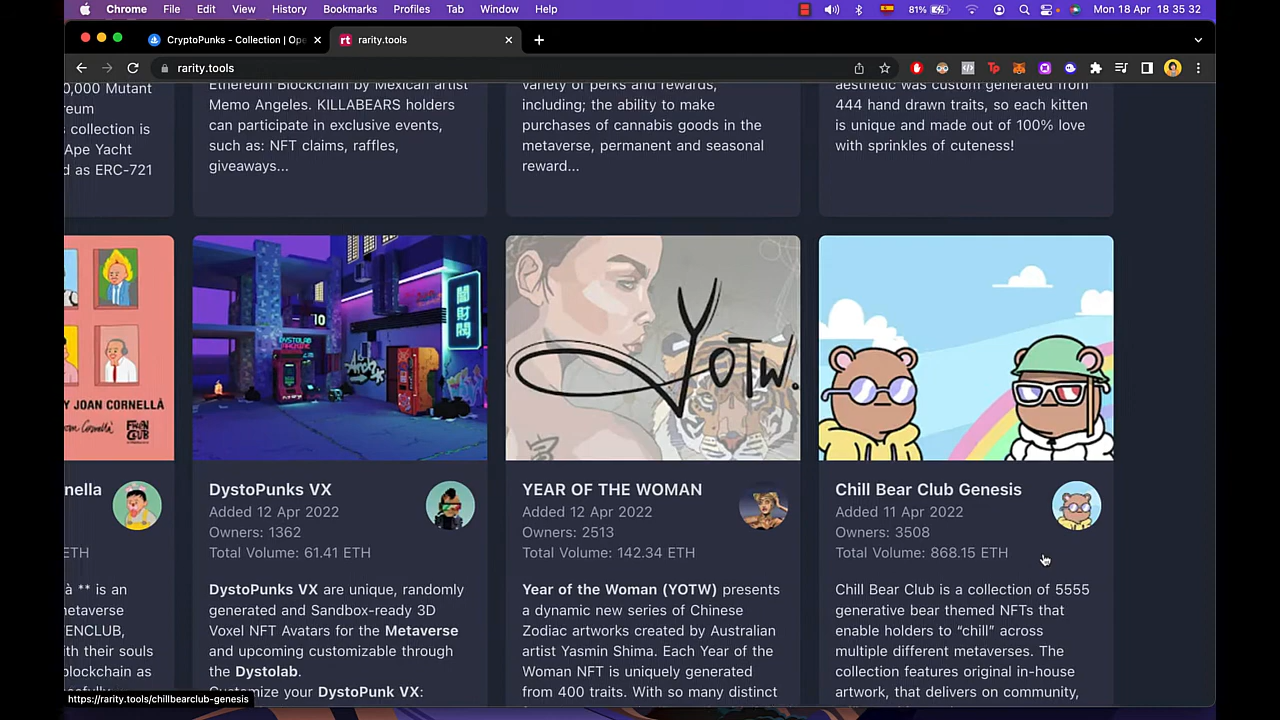 Chrome File Edit View History Bookmarks Profiles Tab Window Help 81% Mon 18 Apr 18 35 32
CryptoPunks - Collection | Ope
rt rarity.tools
rarity.tools
0,000 Mutant
reum
s collection is
Ape Yacht
d as ERC-721
Ethereum Blockchain by Mexican artist
Memo Angeles. KILLABEARS holders
can participate in exclusive events,
such as: NFT claims, raffles,
giveaways...
variety of perks and rewards,
including; the ability to make
purchases of cannabis goods in the
metaverse, permanent and seasonal
reward...
aesthetic was custom generated from
444 hand drawn traits, so each kitten
is unique and made out of 100% love
with sprinkles of cuteness!
Y JOAN CORNELLÀ
nella
ETH
à ** is an
netaverse
ENCLUB,
ith their souls
blockchain as
10
DYSTOLAB
DystoPunks VX
Added 12 Apr 2022
Owners: 1362
Total Volume: 61.41 ETH
DystoPunks VX are unique, randomly
generated and Sandbox-ready 3D
Voxel NFT Avatars for the Metaverse
and upcoming customizable through
the Dystolab.
Customize your DystoPunk VX:
YOTW.
YEAR OF THE WOMAN
Added 12 Apr 2022
Owners: 2513
Total Volume: 142.34 ETH
Year of the Woman (YOTW) presents
a dynamic new series of Chinese
Zodiac artworks created by Australian
artist Yasmin Shima. Each Year of the
Woman NFT is uniquely generated
from 400 traits. With so many distinct
Chill Bear Club Genesis
Added 11 Apr 2022
Owners: 3508
Total Volume: 868.15 ETH
Chill Bear Club is a collection of 5555
generative bear themed NFTs that
enable holders to “chill” across
multiple different metaverses. The
collection features original in-house
artwork, that delivers on community,
https://rarity.tools/chillbearclub-genesis